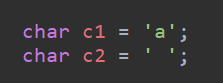 char c1 = 'a';
char c2 = ' ';